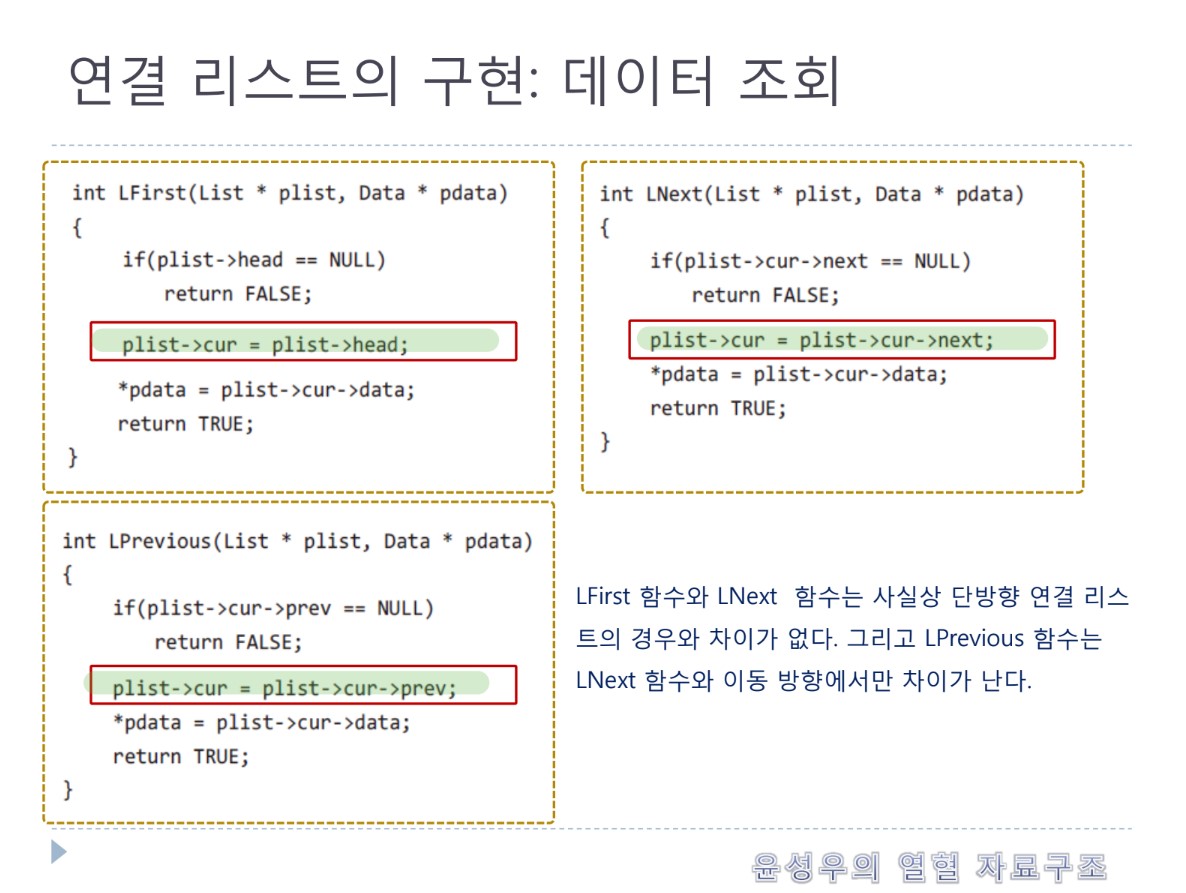 연결 리스트의 구현: 데이터 조회
int LFirst(List * plist, Data * pdata)
{
if(plist->head == NULL)
return FALSE;
plist->cur = plist->head;
*pdata = plist->cur->data;
return TRUE;
}
int LNext(List * plist, Data * pdata)
{
if(plist->cur->next == NULL)
return FALSE;
plist->cur = plist->cur->next;
*pdata = plist->cur->data;
return TRUE;
}
int LPrevious(List * plist, Data * pdata)
{
if(plist->cur->prev == NULL)
return FALSE;
plist->cur = plist->cur->prev;
*pdata = plist->cur->data;
return TRUE;
}
LFirst 함수와 LNext 함수는 사실상 단방향 연결 리스
트의 경우와 차이가 없다. 그리고 LPrevious 함수는
LNext 함수와 이동 방향에서만 차이가 난다.
윤성우의 열혈 자료구조